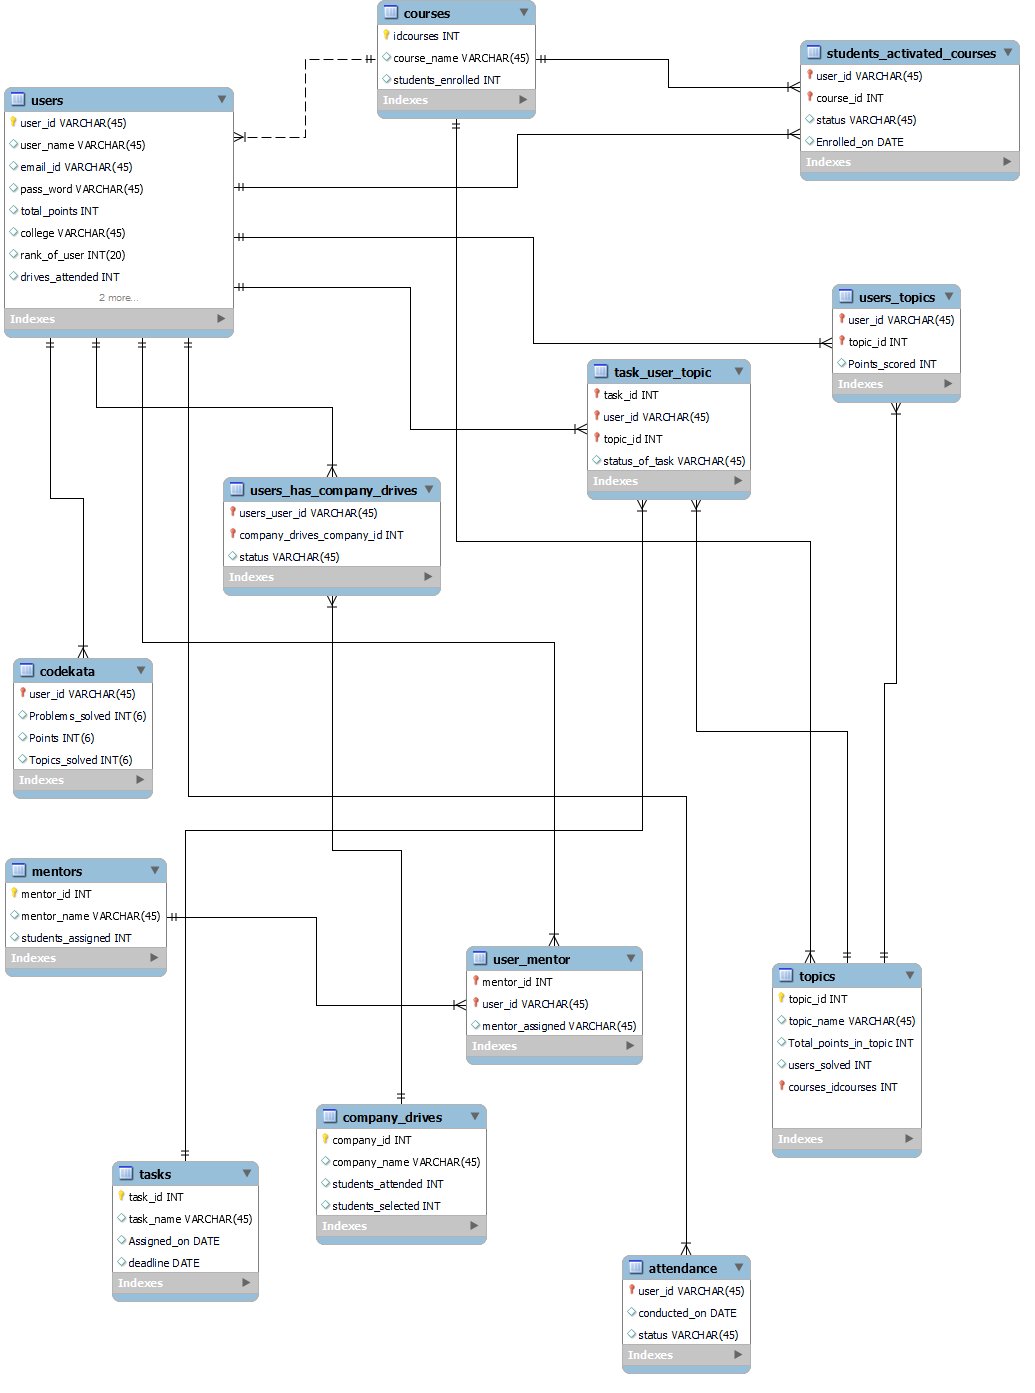 courses
idcourses INT
course_name VARCHAR(45)
students_enrolled INT
Indexes
students_activated_courses
user_id VARCHAR(45)
course_id INT
status VARCHAR(45)
Enrolled_on DATE
Indexes
users
user_id VARCHAR(45)
user_name VARCHAR(45)
email_id VARCHAR(45)
pass_word VARCHAR(45)
total_points INT
college VARCHAR(45)
rank_of_user INT(20)
drives_attended INT
2 more...
Indexes
users_topics
user_id VARCHAR(45)
topic_id INT
Points_scored INT
Indexes
task_user_topic
task_id INT
user_id VARCHAR(45)
topic_id INT
status_of_task VARCHAR(45)
Indexes
users_has_company_drives
users_user_id VARCHAR(45)
company_drives_company_id INT
status VARCHAR(45)
Indexes
codekata
user_id VARCHAR(45)
Problems_solved INT(6)
Points INT(6)
Topics_solved INT(6)
Indexes
mentors
mentor_id INT
mentor_name VARCHAR(45)
students_assigned INT
Indexes
user_mentor
mentor_id INT
user_id VARCHAR(45)
mentor_assigned VARCHAR(45)
Indexes
topics
topic_id INT
topic_name VARCHAR(45)
Total_points_in_topic INT
users_solved INT
courses_idcourses INT
Indexes
company_drives
company_id INT
company_name VARCHAR(45)
students_attended INT
students_selected INT
Indexes
tasks
task_id INT
task_name VARCHAR(45)
Assigned_on DATE
deadline DATE
Indexes
attendance
user_id VARCHAR(45)
conducted_on DATE
status VARCHAR(45)
Indexes